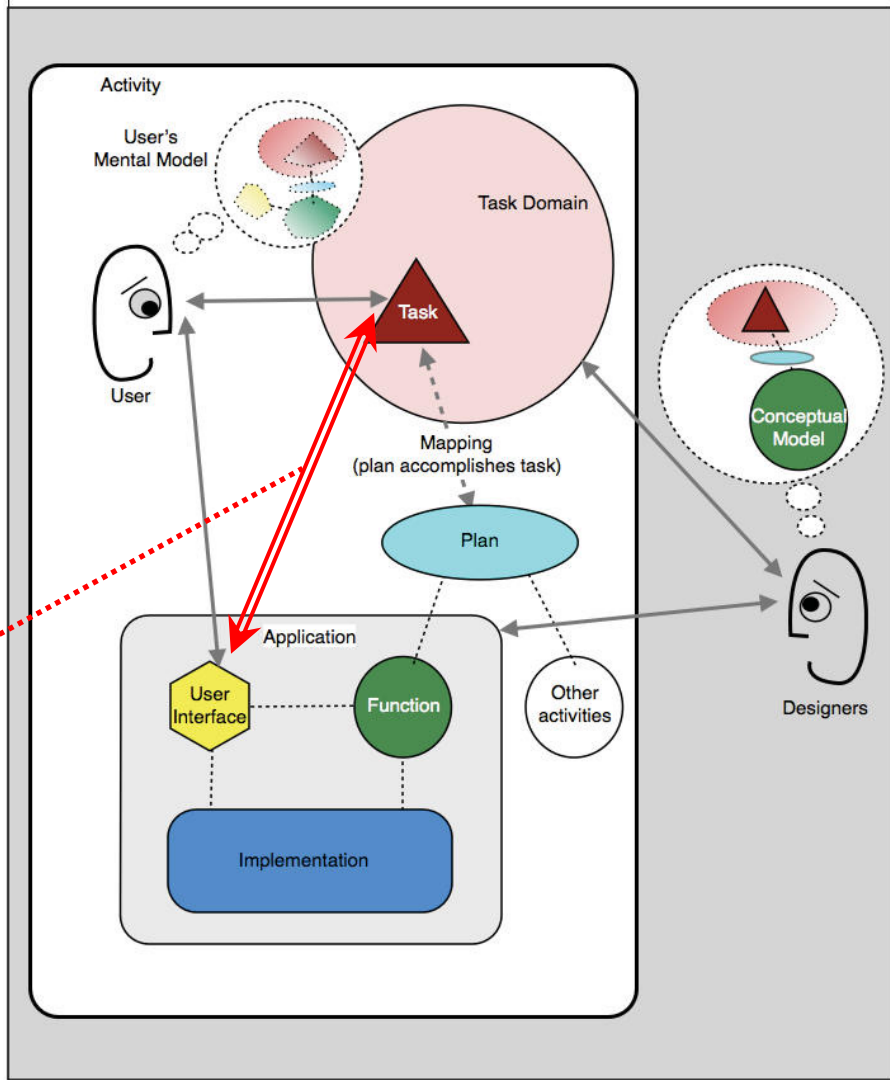 Activity
User's
Mental Model
Task Domain
Task
User
Conceptual
Model
Mapping
(plan accomplishes task)
Plan
Application
User
Interface
Function
Other
activities
Designers
Implementation